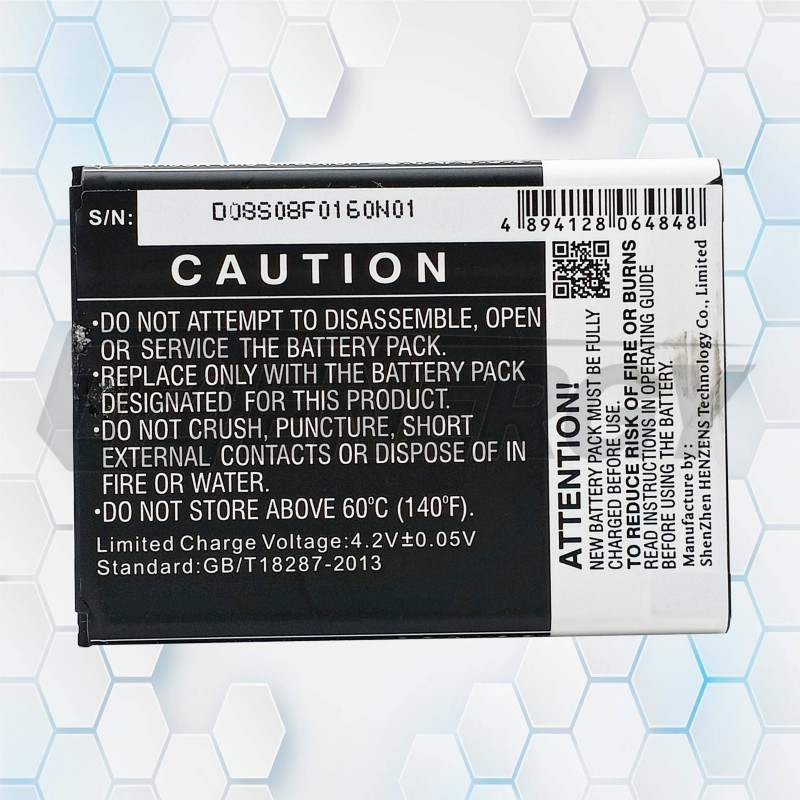 S/N: D08S08F0160N01
4 894128 064848
CAUTION
•DO NOT ATTEMPT TO DISASSEMBLE, OPEN
OR SERVICE THE BATTERY PACK.
•REPLACE ONLY WITH THE BATTERY PACK
DESIGNATED FOR THIS PRODUCT.
•DO NOT CRUSH, PUNCTURE, SHORT
EXTERNAL CONTACTS OR DISPOSE OF IN
FIRE OR WATER.
•DO NOT STORE ABOVE 60°C (140°F).
Limited Charge Voltage:4.2V±0.05V
Standard:GB/T18287-2013
ATTENTION!
NEW BATTERY PACK MUST BE FULLY
CHARGED BEFORE USE.
TO REDUCE RISK OF FIRE OR BURNS
READ INSTRUCTIONS IN OPERATING GUIDE
OF THE BATTERY.
Manufacture by :
ShenZhen HENZENS Technology Co., Limited